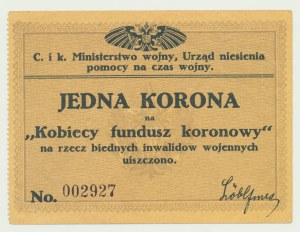 C. i k. Ministerstwo wojny, Urząd niesienia
pomocy na czas wojny.
JEDNA KORONA
na
„Kobiecy fundusz koronowy"
na rzecz biednych inwalidów wojennych
uiszczono.
No. 002927